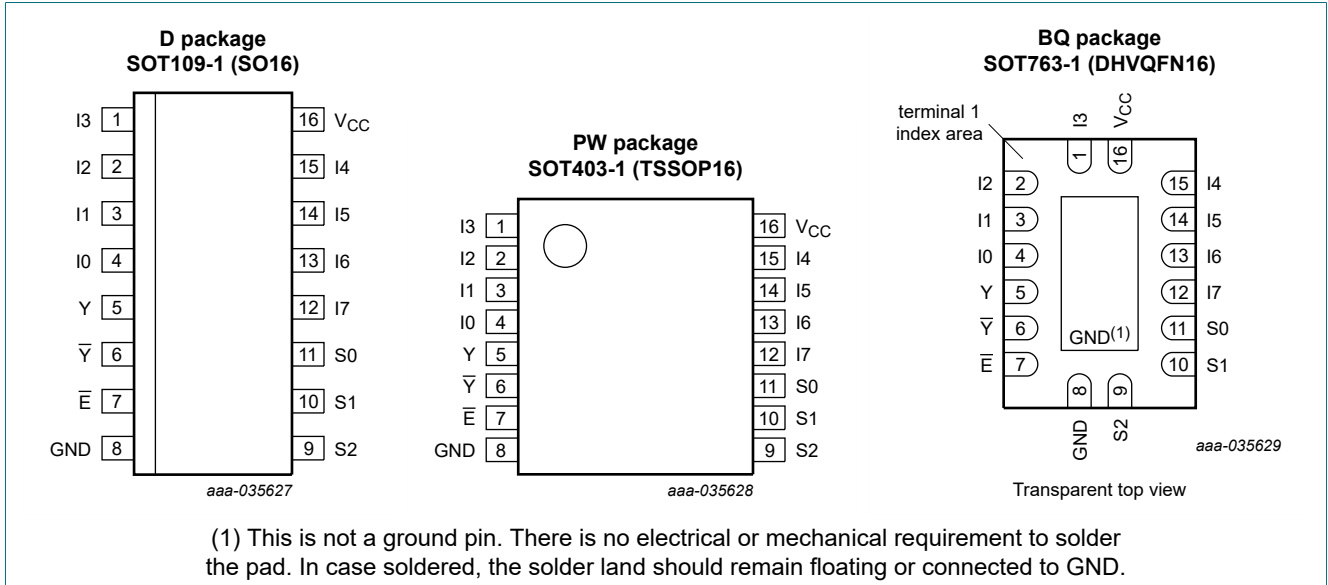 D package
SOT109-1 (SO16)
I3 1
16 VCC
I2 2
15 I4
I1 3
14 I5
I0 4
13 I6
Y 5
12 I7
Y̅ 6
11 S0
E̅ 7
10 S1
GND 8
9 S2
aaa-035627
PW package
SOT403-1 (TSSOP16)
I3 1
16 VCC
I2 2
15 I4
I1 3
14 I5
I0 4
13 I6
Y 5
12 I7
Y̅ 6
11 S0
E̅ 7
10 S1
GND 8
9 S2
aaa-035628
BQ package
SOT763-1 (DHVQFN16)
terminal 1
index area
I3
VCC
1
16
I2 2
15 I4
I1 3
14 I5
I0 4
13 I6
Y 5
12 I7
Y̅ 6
GND(1)
11 S0
E̅ 7
10 S1
8
9
GND
S2
aaa-035629
Transparent top view
(1) This is not a ground pin. There is no electrical or mechanical requirement to solder
the pad. In case soldered, the solder land should remain floating or connected to GND.